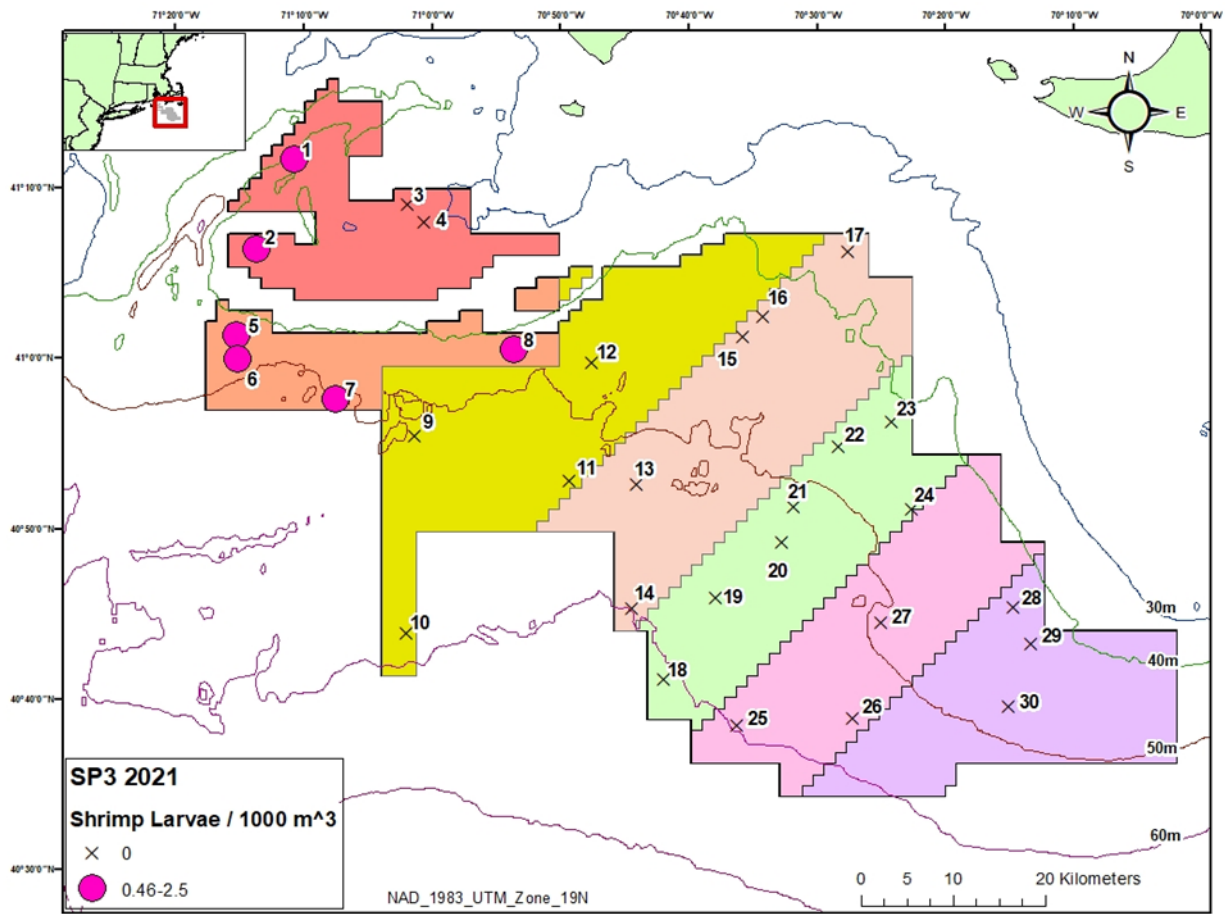 71°20'0"W 71°10'0"W 71°0'0"W 70°50'0"W 70°40'0"W 70°30'0"W 70°20'0"W 70°10'0"W 70°0'0"W
N
W E
S
1
41°10'0"N
3
4
2
17
16
5
8
15
12
41°0'0"N
6
7
9
23
22
11
13
21
24
40°50'0"N
20
14
19
28
30m
10
27
29
40m
18
40°40'0"N
25
26
30
50m
60m
SP3 2021
Shrimp Larvae / 1000 m^3
0
0.46-2.5
40°30'0"N
NAD_1983_UTM_Zone_19N
0 5 10 20 Kilometers